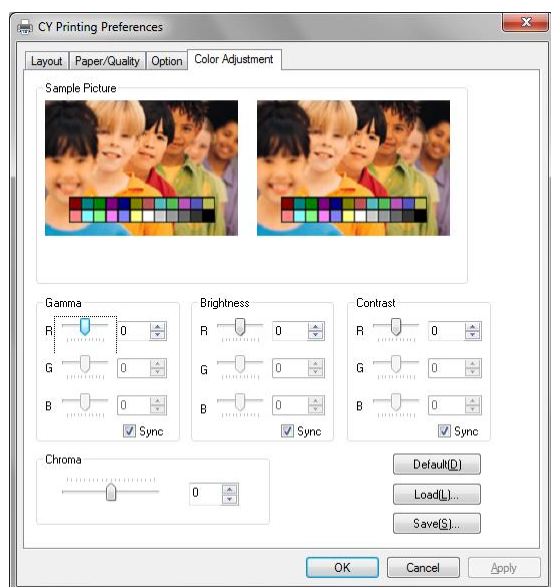 CY Printing Preferences
Layout Paper/Quality Option Color Adjustment
Sample Picture
Gamma Brightness Contrast
R 0 R 0 R 0
G 0 G 0 G 0
B 0 B 0 B 0
Sync Sync Sync
Chroma
0
Default(D)
Load(L)...
Save(S)...
OK Cancel Apply